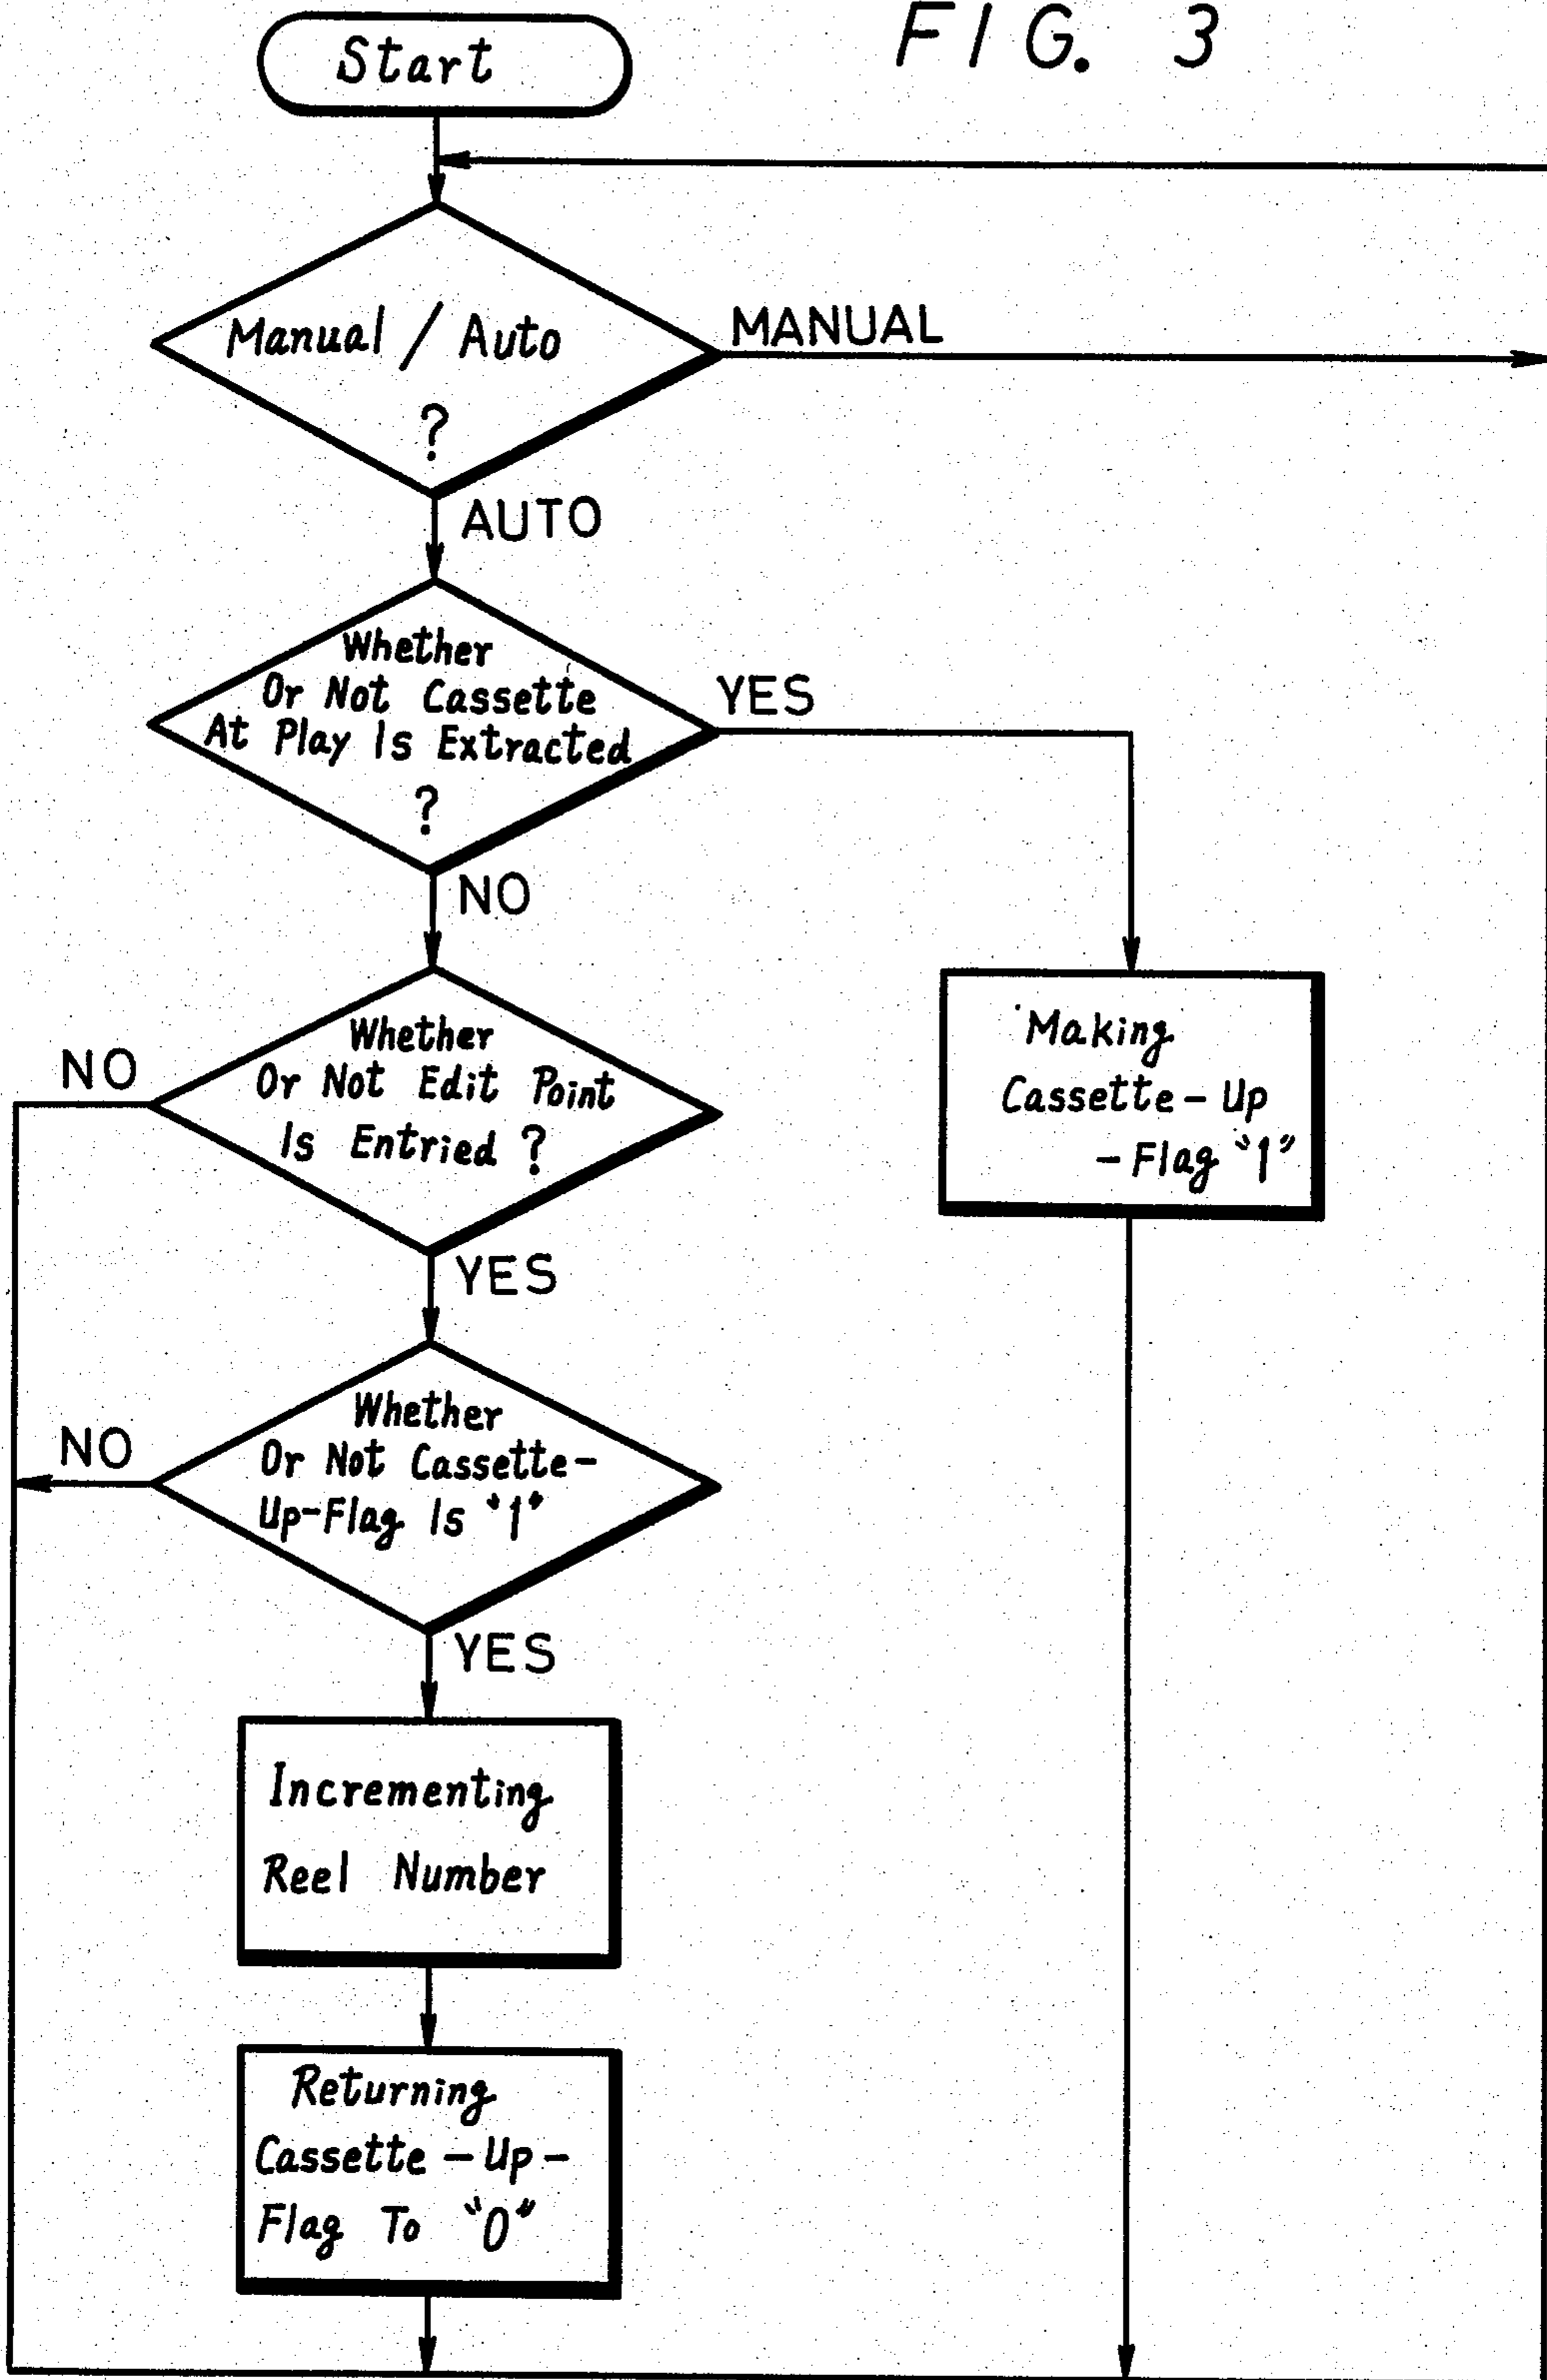 FIG. 3
Start
Manual / Auto
?
MANUAL
AUTO
Whether
Or Not Cassette
At Play Is Extracted
?
YES
NO
Whether
Or Not Edit Point
Is Entried ?
NO
YES
Making
Cassette-Up
-Flag "1"
Whether
Or Not Cassette-
Up-Flag Is "1"
NO
YES
Incrementing
Reel Number
Returning
Cassette-Up-
Flag To "0"